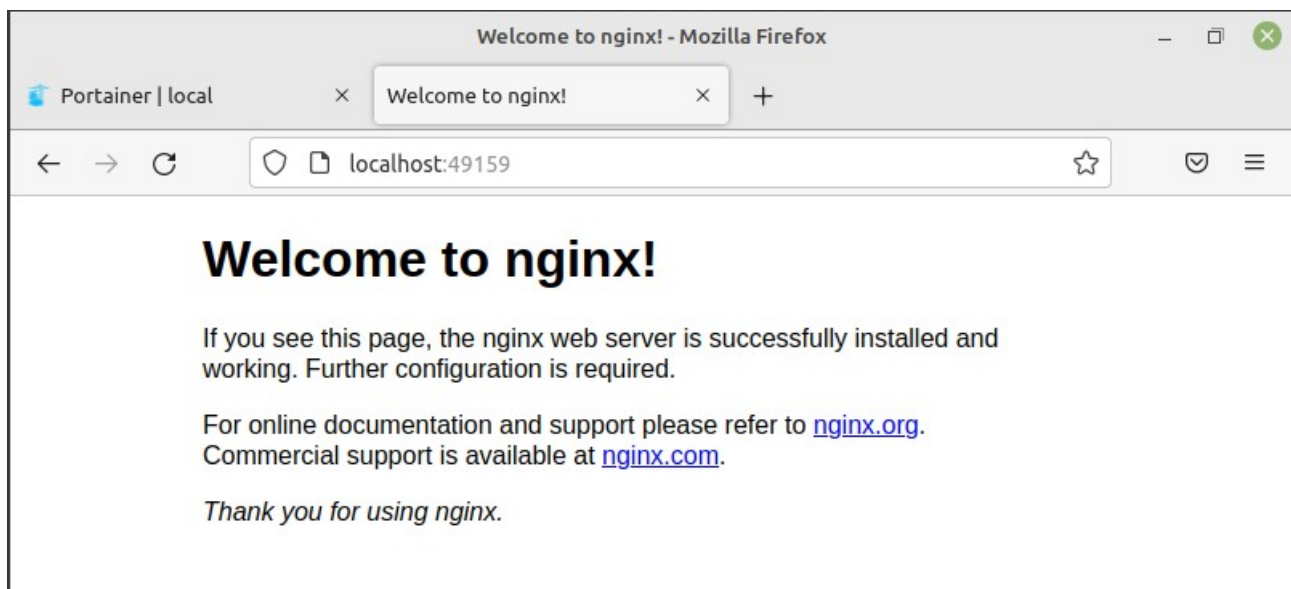 Welcome to nginx! - Mozilla Firefox
Portainer | local
Welcome to nginx!
localhost:49159
Welcome to nginx!
If you see this page, the nginx web server is successfully installed and
working. Further configuration is required.
For online documentation and support please refer to nginx.org.
Commercial support is available at nginx.com.
Thank you for using nginx.